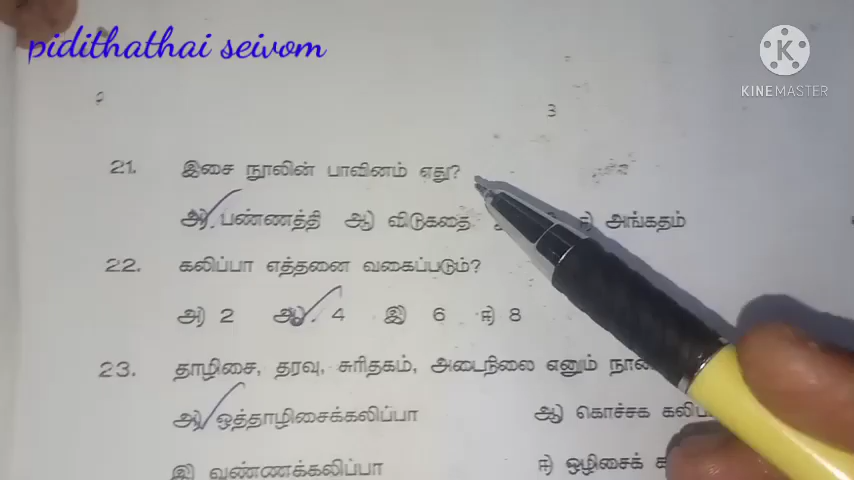 pidithathai seivom
KINEMASTER
3
21. இசை நூலின் பாவினம் ஏது?
அ) பண்ணத்தி ஆ) விடுகதை ஈ) அங்கதம்
22. கலிப்பா எத்தனை வகைப்படும்?
அ) 2 ஆ) 4 இ) 6 ஈ) 8
23. தாழிசை, தரவு, சுரிதகம், அடைநிலை எனும்
அ) ஒத்தாழிசைக்கலிப்பா ஆ) கொச்சக
இ) வண்ணக்கலிப்பா ஈ) ஒழிசைக்